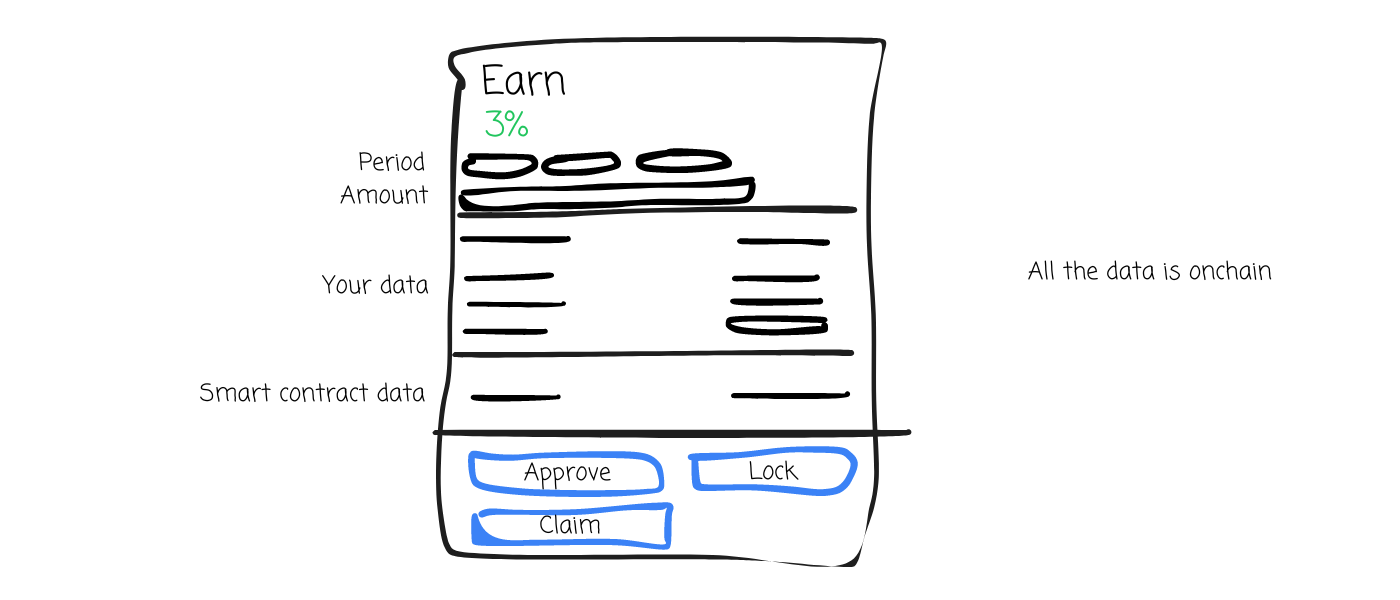 Earn
3%
Period
Amount
Your data
All the data is onchain
Smart contract data
Approve
Lock
Claim